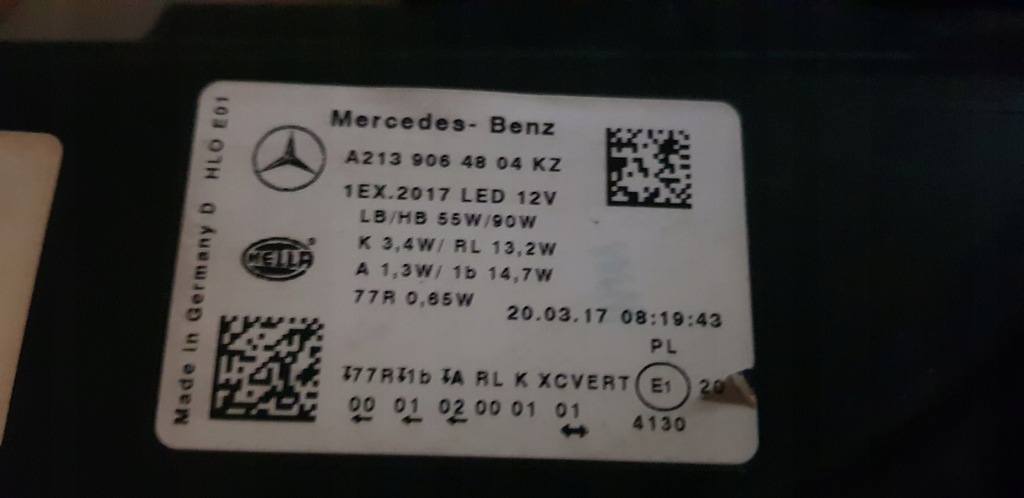 Mercedes- Benz
A213 906 48 04 KZ
1EX.2017 LED 12V
LB/HB 55W/90W
K 3,4W/ RL 13,2W
A 1,3W/ 1b 14,7W
77R 0,65W
20.03.17 08:19:43
PL
77R 1b A RL K XCVERT E1 20
00 01 02 00 01 01
4130
HELLA
Made in Germany D HLO E01